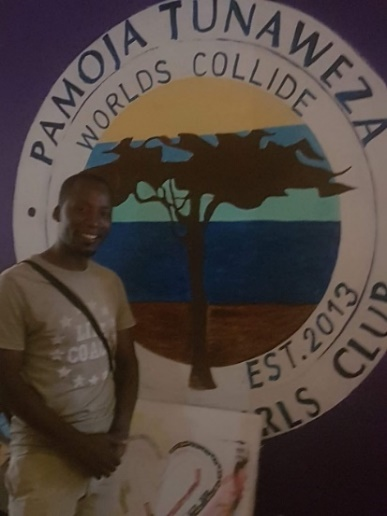 PAMOJA TUNAWEZA
WORLDS COLLIDE
EST. 2013
RLS CLUB